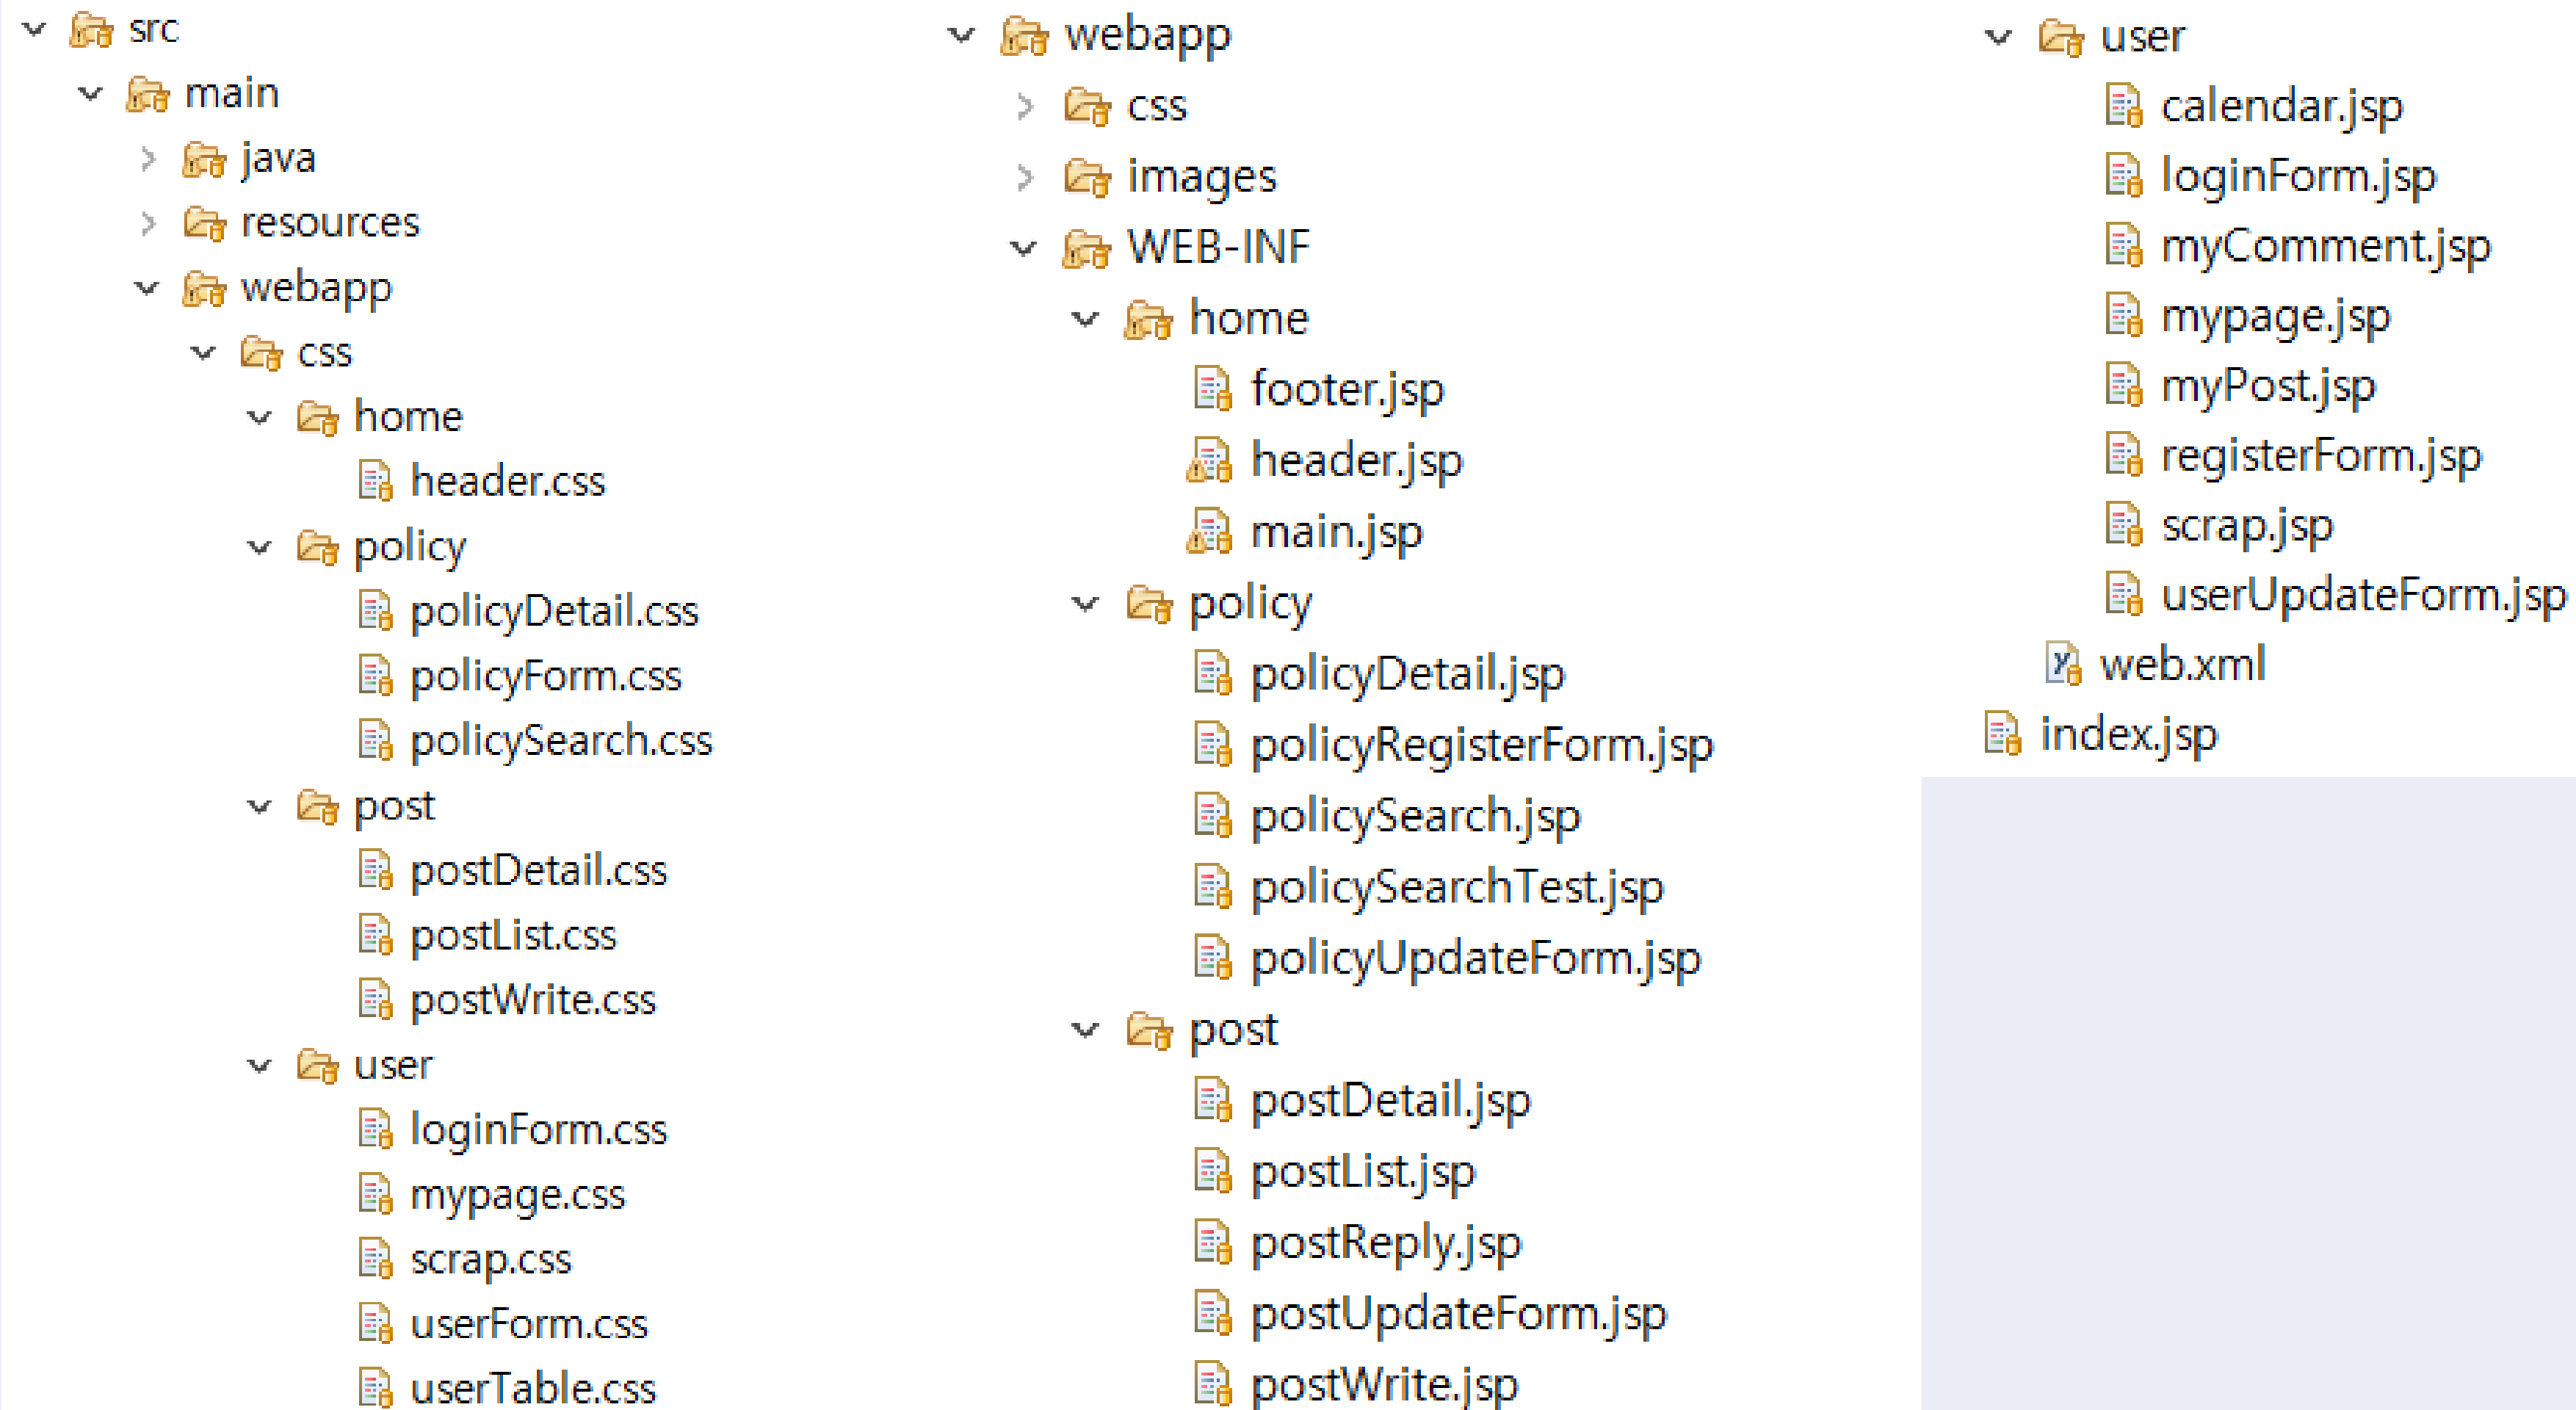 src
main
java
resources
webapp
css
home
header.css
policy
policyDetail.css
policyForm.css
policySearch.css
post
postDetail.css
postList.css
postWrite.css
user
loginForm.css
mypage.css
scrap.css
userForm.css
userTable.css
webapp
css
images
WEB-INF
home
footer.jsp
header.jsp
main.jsp
policy
policyDetail.jsp
policyRegisterForm.jsp
policySearch.jsp
policySearchTest.jsp
policyUpdateForm.jsp
post
postDetail.jsp
postList.jsp
postReply.jsp
postUpdateForm.jsp
postWrite.jsp
user
calendar.jsp
loginForm.jsp
myComment.jsp
mypage.jsp
myPost.jsp
registerForm.jsp
scrap.jsp
userUpdateForm.jsp
web.xml
index.jsp